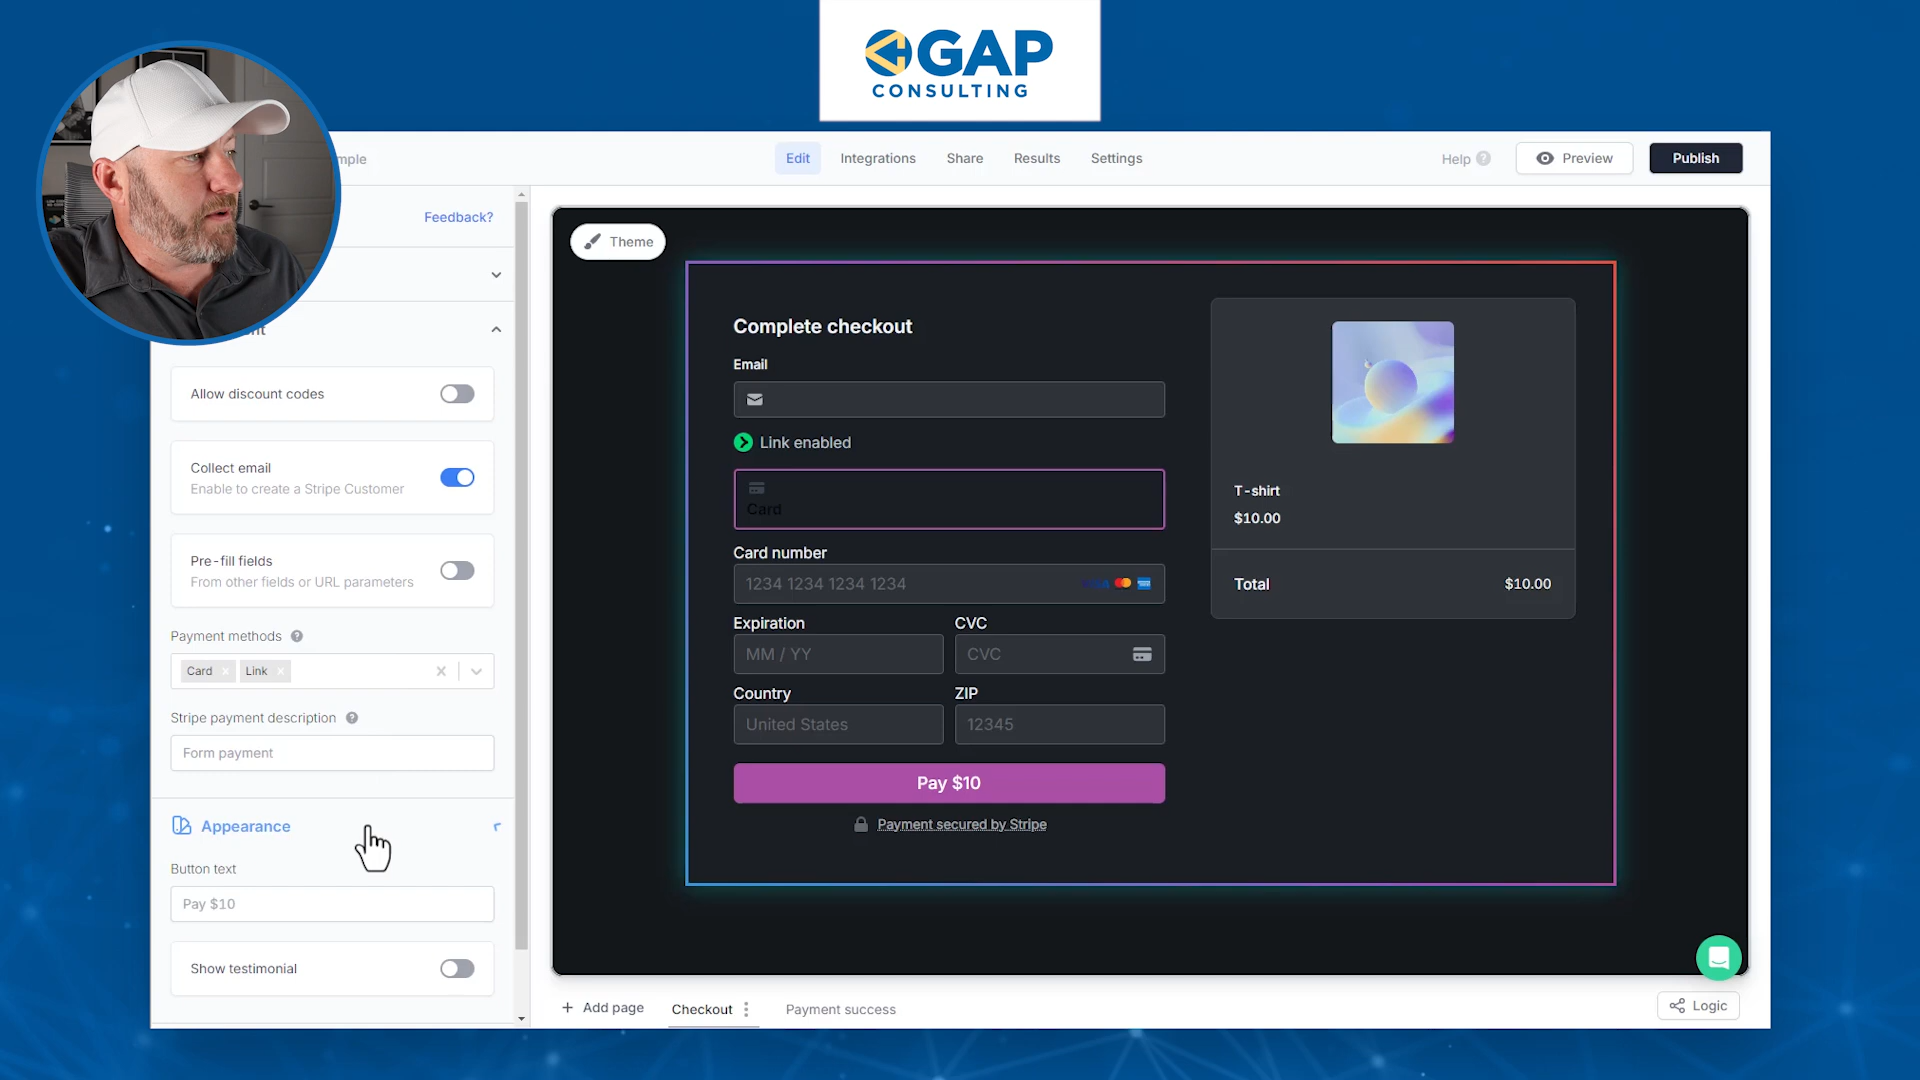 GAP
CONSULTING
mple
Edit
Integrations
Share
Results
Settings
Help
Preview
Publish
Feedback?
Allow discount codes
Collect email
Enable to create a Stripe Customer
Pre-fill fields
From other fields or URL parameters
Payment methods
Card
Link
Stripe payment description
Form payment
Appearance
Button text
Pay $10
Show testimonial
Theme
Complete checkout
Email
Link enabled
Card
Card number
1234 1234 1234 1234
VISA
Expiration
CVC
MM / YY
CVC
Country
ZIP
United States
12345
Pay $10
Payment secured by Stripe
T-shirt
$10.00
Total
$10.00
Add page
Checkout
Payment success
Logic